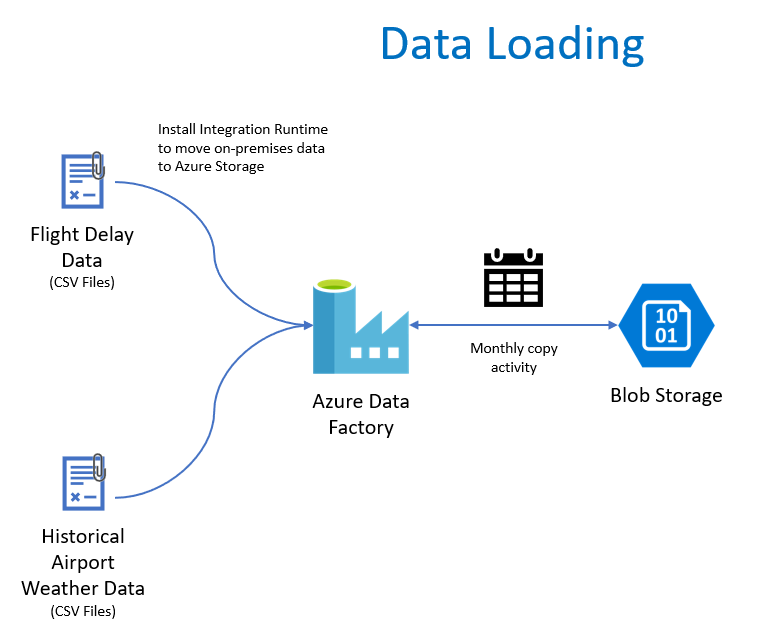 Data Loading
Install Integration Runtime
to move on-premises data
to Azure Storage
Flight Delay
Data
(CSV Files)
Azure Data
Factory
Monthly copy
activity
10
01
Blob Storage
Historical
Airport
Weather Data
(CSV Files)